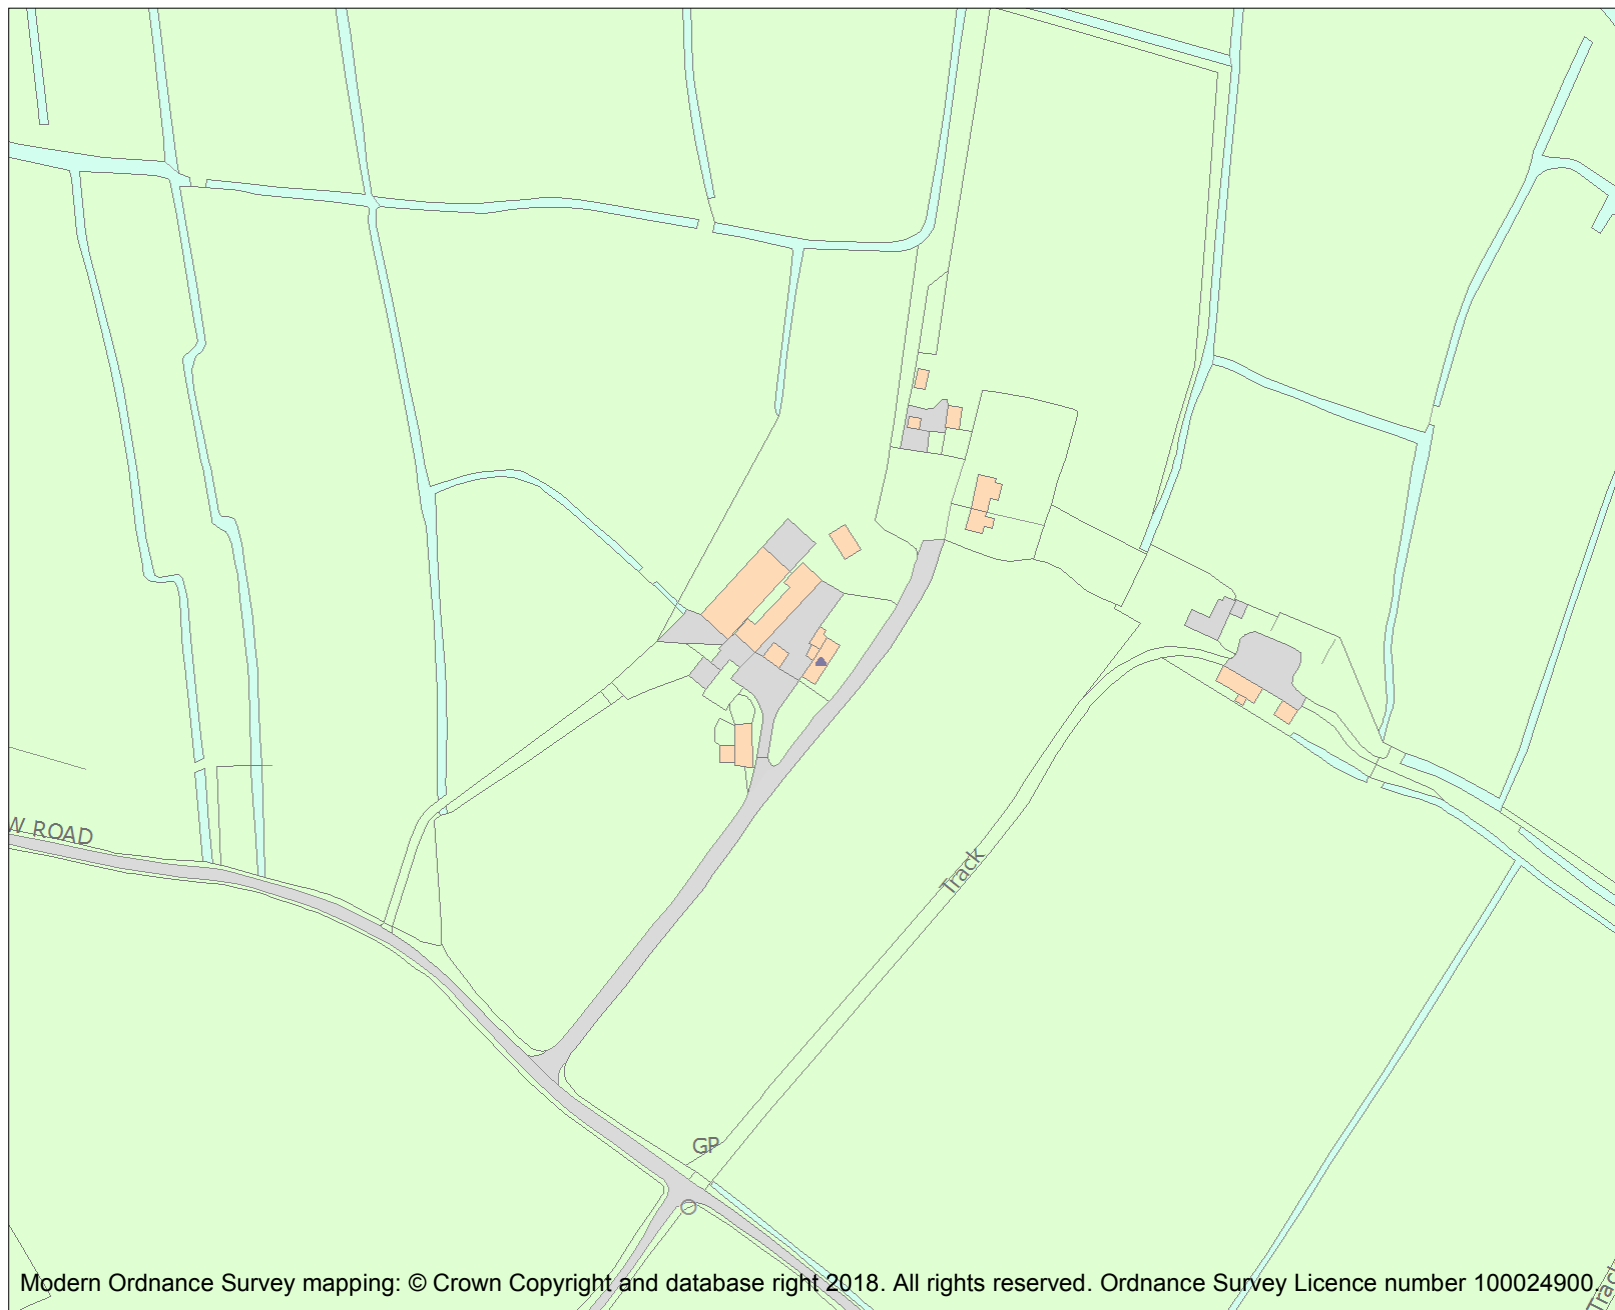 W ROAD
Track
GP
Modern Ordnance Survey mapping: © Crown Copyright and database right 2018. All rights reserved. Ordnance Survey Licence number 100024900.
Trac